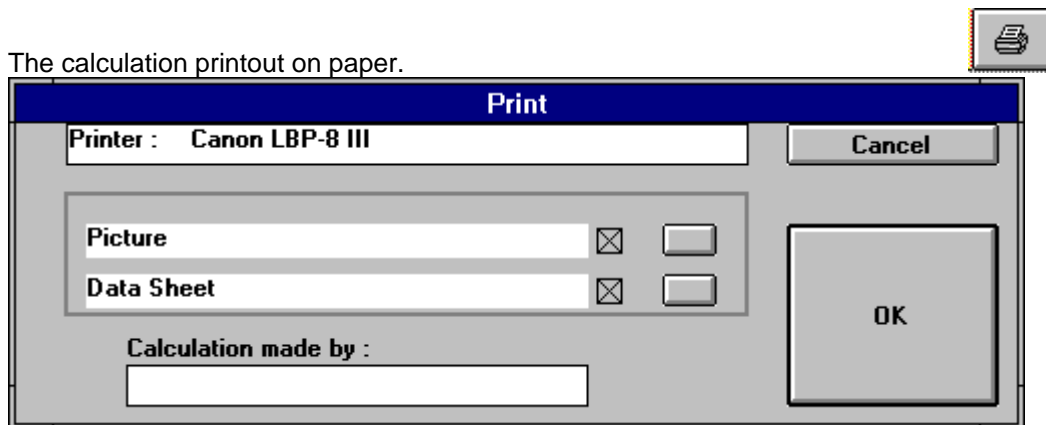 The calculation printout on paper.
Print
Printer : Canon LBP-8 III
Cancel
Picture
Data Sheet
OK
Calculation made by :